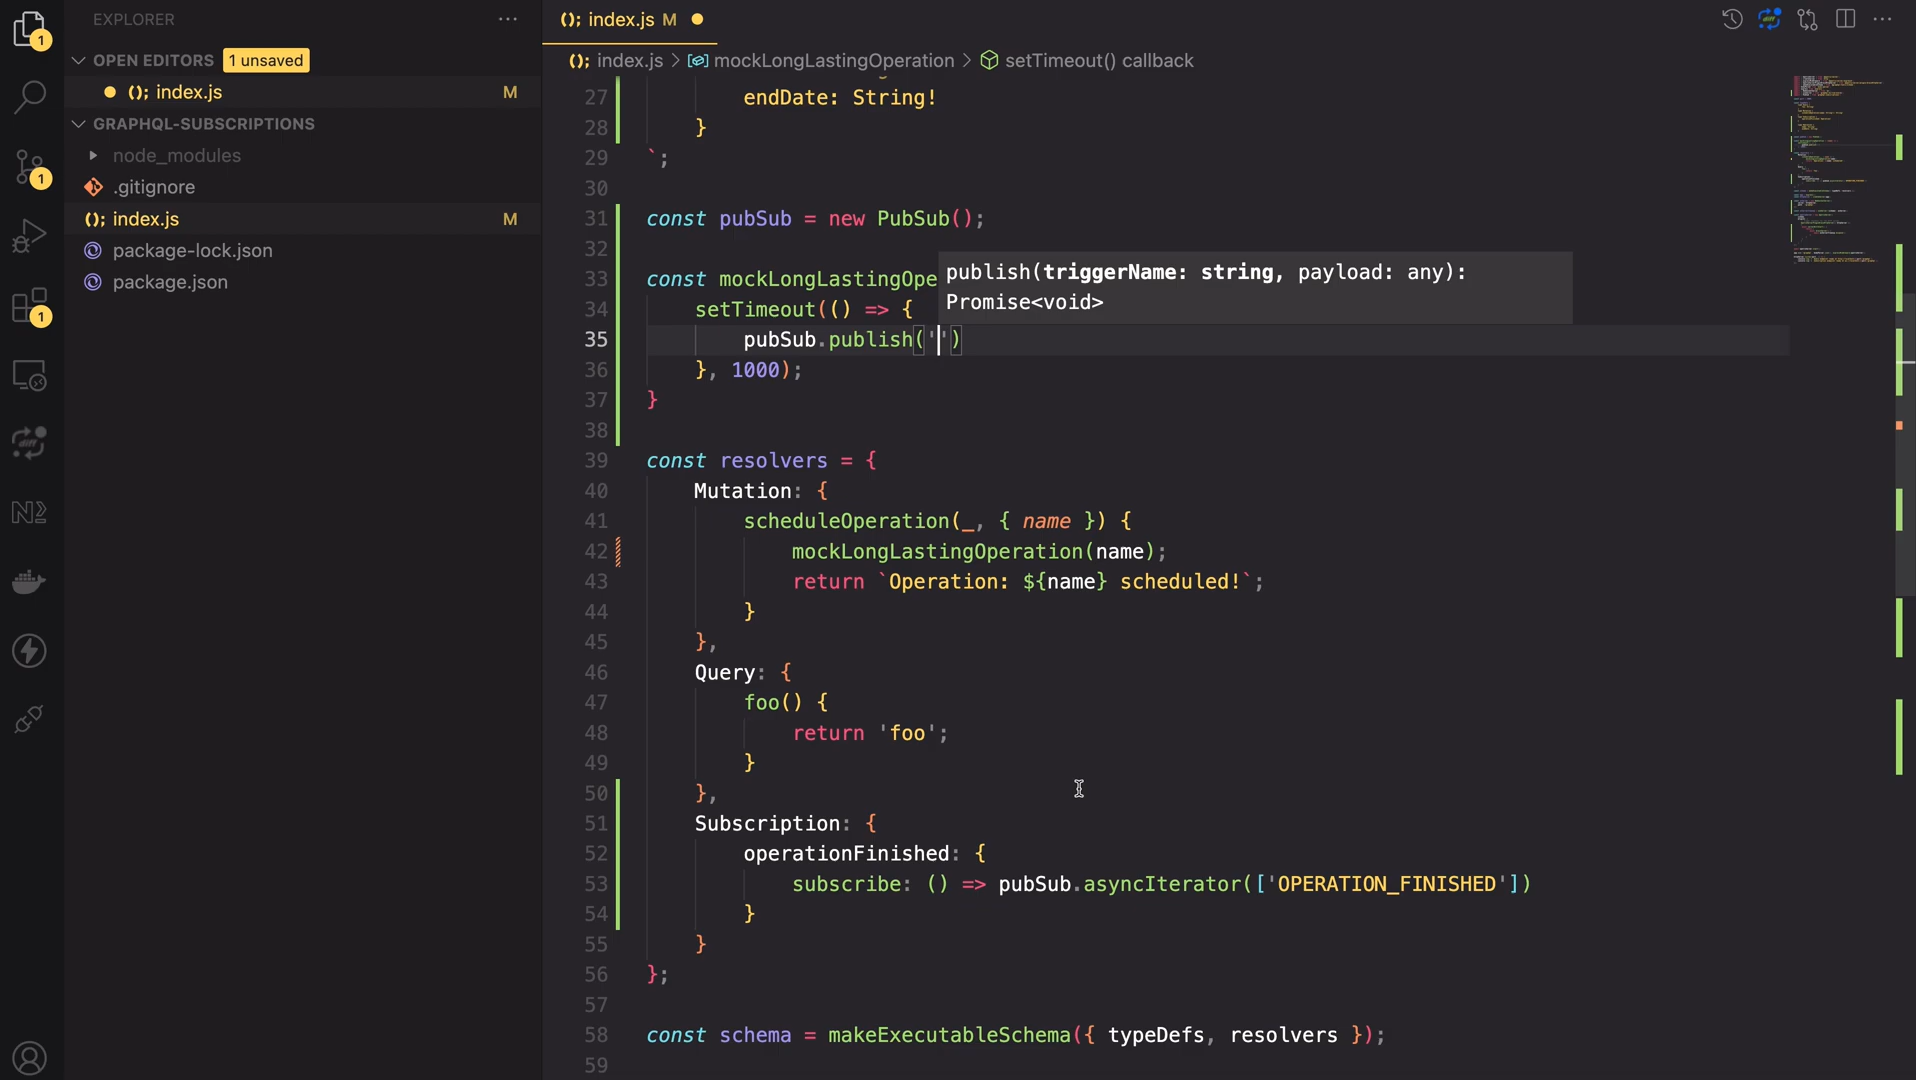 EXPLORER
OPEN EDITORS 1 unsaved
(); index.js M
GRAPHQL-SUBSCRIPTIONS
node_modules
.gitignore
(); index.js M
package-lock.json
package.json
1
1
1
diff
(); index.js M
diff
(); index.js > mockLongLastingOperation > setTimeout() callback
27 endDate: String!
28 }
29 `;
30
31 const pubSub = new PubSub();
32
publish(triggerName: string, payload: any):
Promise<void>
33 const mockLongLastingOpe
34 setTimeout(() => {
35 pubSub.publish('')
36 }, 1000);
37 }
38
39 const resolvers = {
40 Mutation: {
41 scheduleOperation(_, { name }) {
42 mockLongLastingOperation(name);
43 return `Operation: ${name} scheduled!`;
44 }
45 },
46 Query: {
47 foo() {
48 return 'foo';
49 }
50 },
51 Subscription: {
52 operationFinished: {
53 subscribe: () => pubSub.asyncIterator(['OPERATION_FINISHED'])
54 }
55 }
56 };
57
58 const schema = makeExecutableSchema({ typeDefs, resolvers });
59